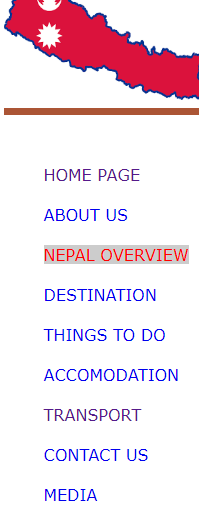 HOME PAGE
ABOUT US
NEPAL OVERVIEW
DESTINATION
THINGS TO DO
ACCOMODATION
TRANSPORT
CONTACT US
MEDIA